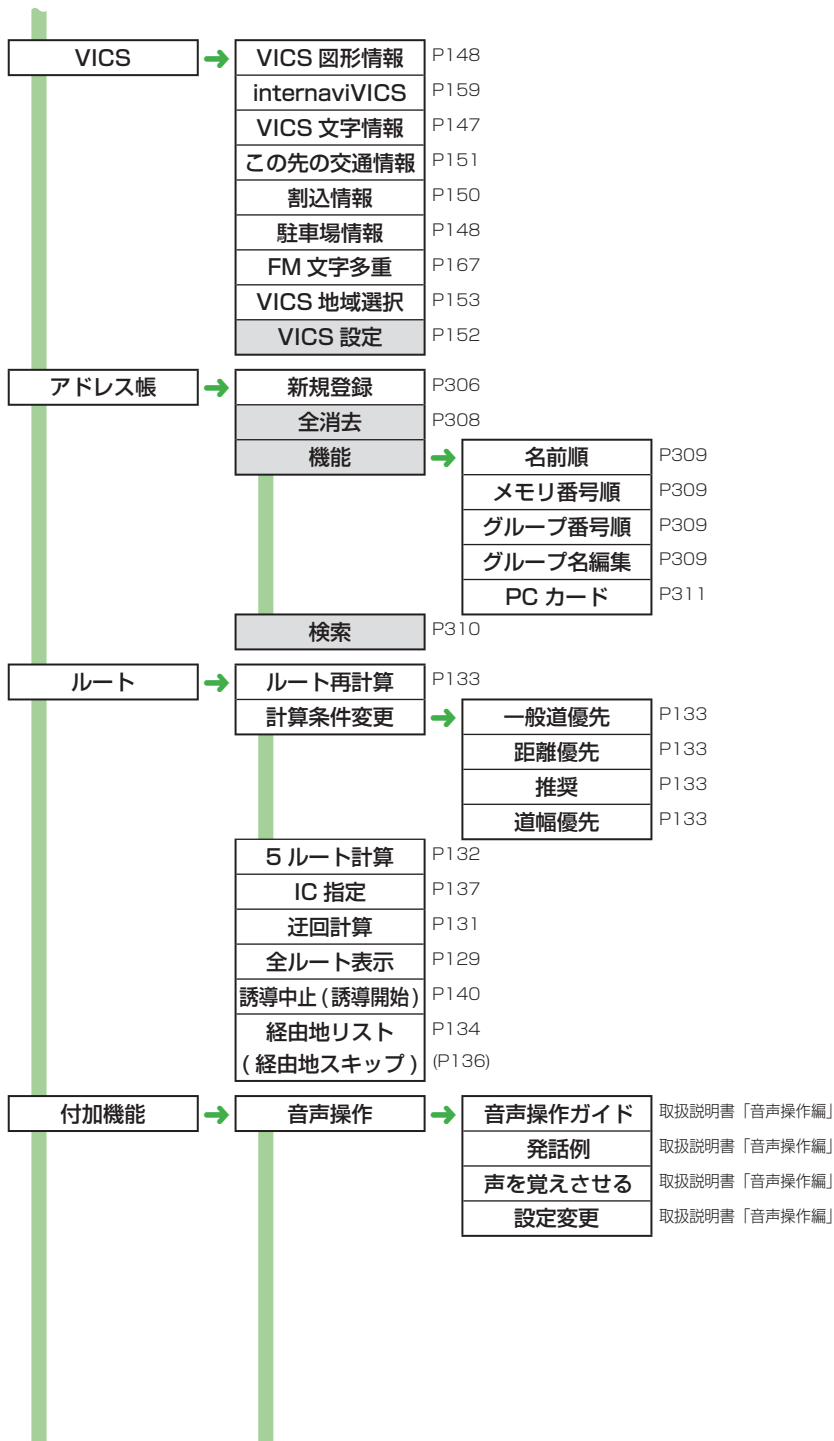 VICS VICS 図形情報 P148
internaviVICS P159
VICS 文字情報 P147
この先の交通情報 P151
割込情報 P150
駐車場情報 P148
FM 文字多重 P167
VICS 地域選択 P153
VICS 設定 P152
アドレス帳 新規登録 P306
全消去 P308
機能 名前順 P309
メモリ番号順 P309
グループ番号順 P309
グループ名編集 P309
PC カード P311
検索 P310
ルート ルート再計算 P133
計算条件変更 一般道優先 P133
距離優先 P133
推奨 P133
道幅優先 P133
5 ルート計算 P132
IC 指定 P137
迂回計算 P131
全ルート表示 P129
誘導中止 ( 誘導開始 ) P140
経由地リスト P134
( 経由地スキップ ) (P136)
付加機能 音声操作 音声操作ガイド 取扱説明書「音声操作編」
発話例 取扱説明書「音声操作編」
声を覚えさせる 取扱説明書「音声操作編」
設定変更 取扱説明書「音声操作編」